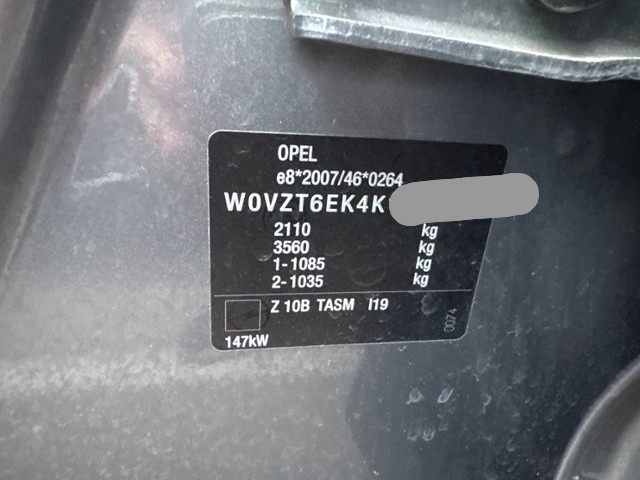 OPEL
e8*2007/46*0264
W0VZT6EK4K
2110 kg
3560 kg
1-1085 kg
2-1035 kg
Z 10B TASM I19
0074
147kW